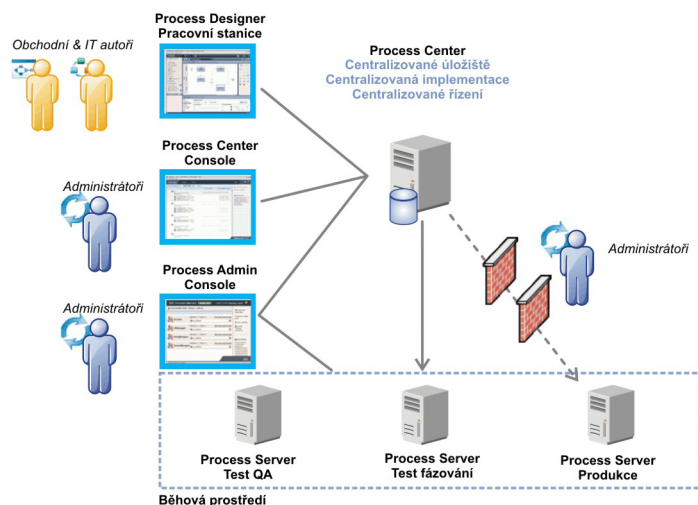 Process Designer
Pracovní stanice
Obchodní & IT autoři
Process Center
Centralizované úložiště
Centralizovaná implementace
Centralizované řízení
Process Center
Console
Administrátoři
Administrátoři
Process Admin
Console
Administrátoři
Process Server
Test QA
Process Server
Test fázování
Process Server
Produkce
Běhová prostředí